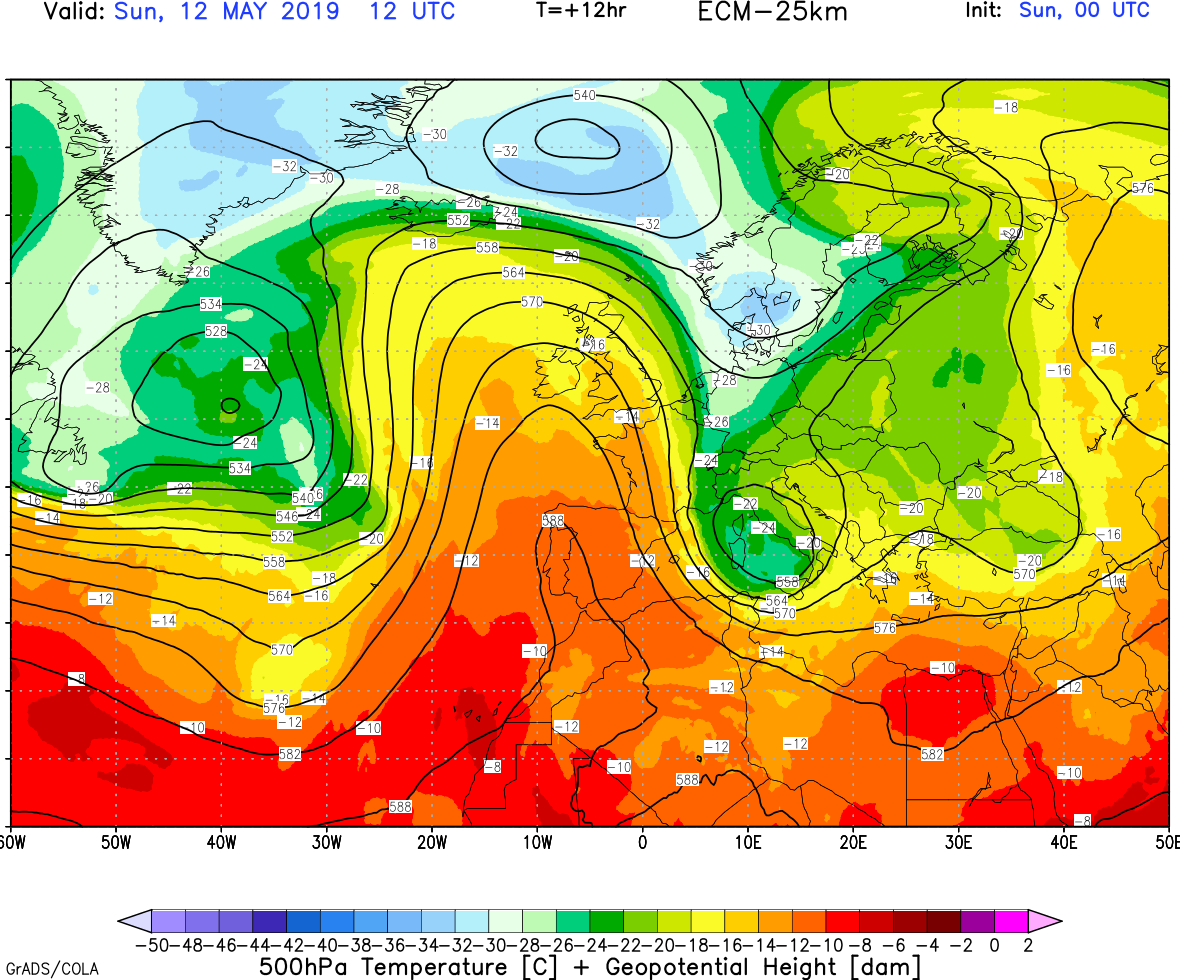 Valid: Sun, 12 MAY 2019 12 UTC T=+12hr ECM-25km Init: Sun, 00 UTC
540 -18
-30
-32
-32
-30 -20
-28 576
-26
-24
552 -22 -32
-20
-18 558 -22
-20
-26 564 -30
534 570
528 -30
-16 -16
-24 -16
-28 -28
-14 -14 -26
-24
534 -16 -24
-22 -18
-26 -22 -20
-16 -20 540 -22
-18 -20
-14 546 -24 588 -24
552 -20 -20 -18 -16
558 -12 -12 -20
-18 -16 558 570 -14
-12 564 -16 564 -14
-14 570 576
570 -10 -14
-8 -10
-16 -14 -12 -12
576
-12
-10 -10 -12
582 -12 -12 582
-8 -10 -10
588 588
-8
60W 50W 40W 30W 20W 10W 0 10E 20E 30E 40E 50E
-50 -48 -46 -44 -42 -40 -38 -36 -34 -32 -30 -28 -26 -24 -22 -20 -18 -16 -14 -12 -10 -8 -6 -4 -2 0 2
GrADS/COLA 500hPa Temperature [C] + Geopotential Height [dam]